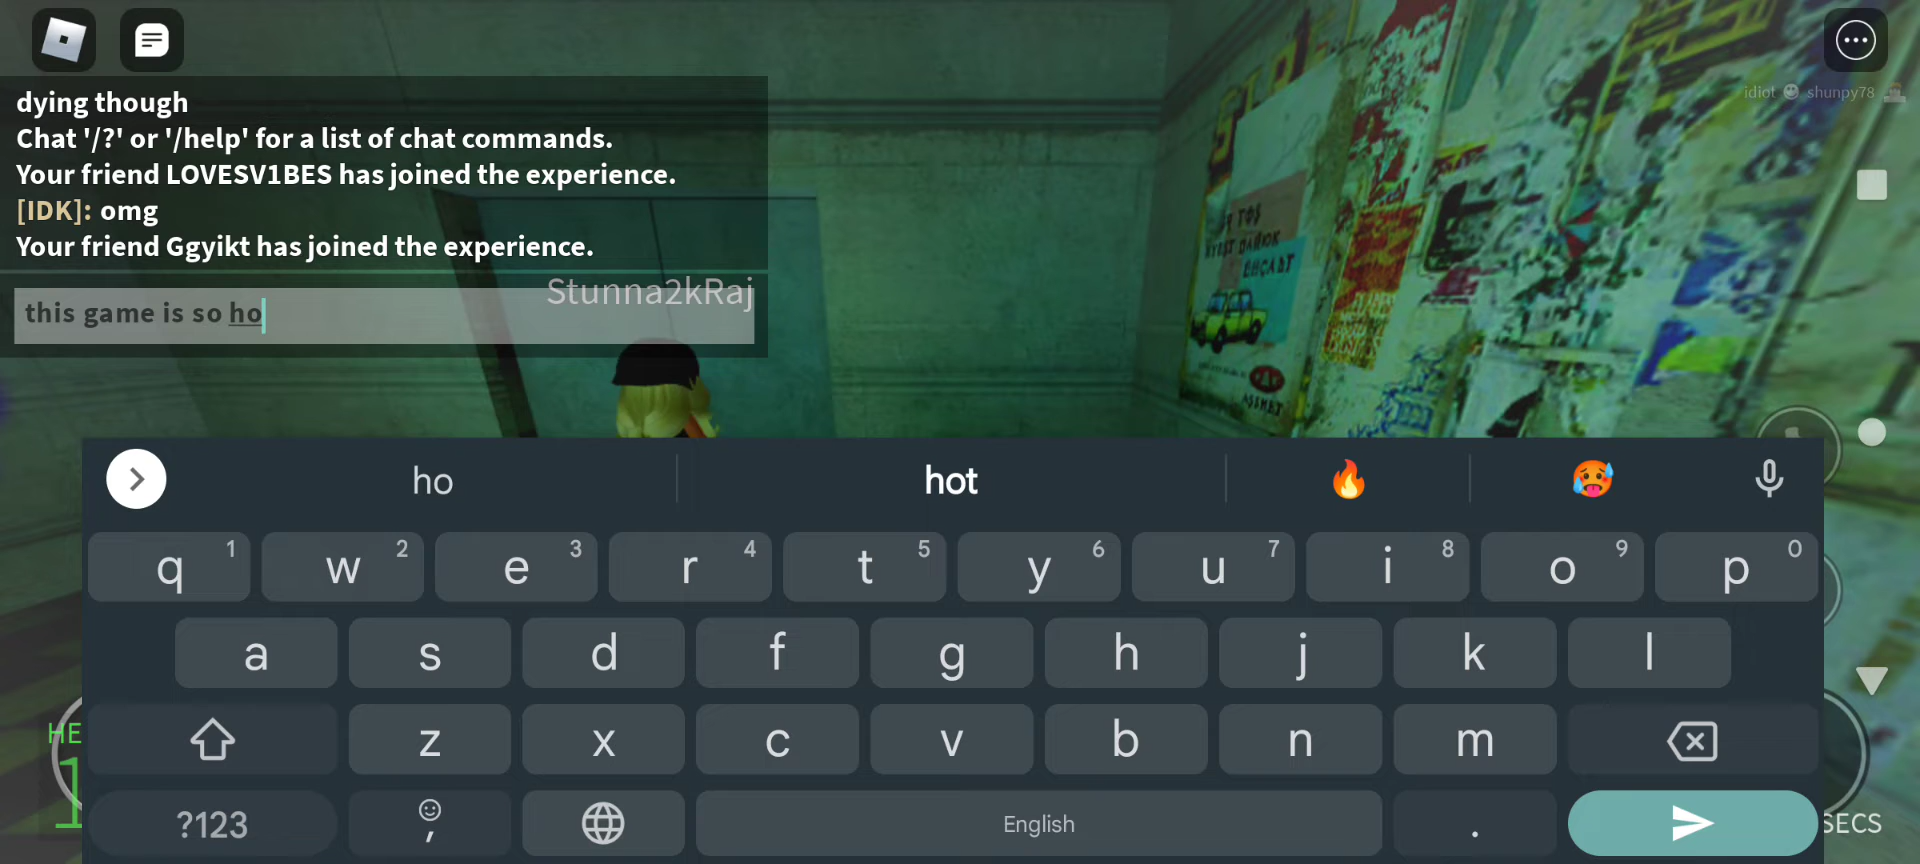 dying though
Chat '/?' or '/help' for a list of chat commands.
Your friend LOVESV1BES has joined the experience.
[IDK]: omg
Your friend Ggyikt has joined the experience.
Stunna2kRaj
this game is so ho
idiot shunpy78
ho hot
q 1 w 2 e 3 r 4 t 5 y 6 u 7 i 8 o 9 p 0
a s d f g h j k l
HE
z x c v b n m
1
?123 , English .
SECS